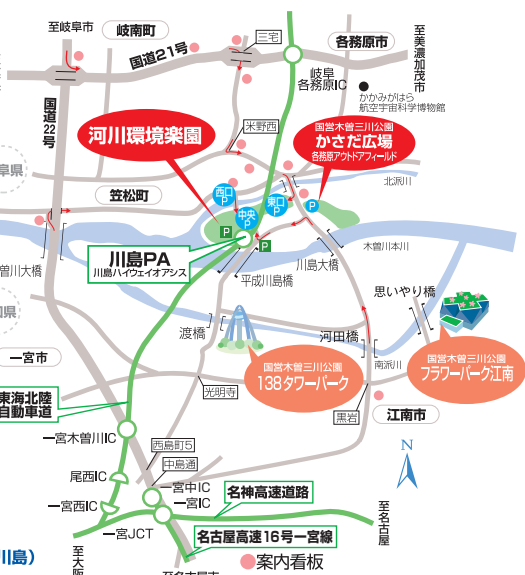 至岐阜市
岐南町
三宅
国道21号
各務原市
至美濃加茂市
岐阜
各務原IC
かかみがはら
航空宇宙科学博物館
国道22号
米野西
河川環境楽園
国営木曽三川公園
かさだ広場
各務原アウトドアフィールド
阜県
北派川
笠松町
西口
P
中央
P
東口
P
P
P
P
川島PA
川島ハイウェイオアシス
木曽川本川
川島大橋
平成川島橋
曽川大橋
思いやり橋
渡橋
河田橋
知県
一宮市
国営木曽三川公園
138タワーパーク
南派川
国営木曽三川公園
フラワーパーク江南
光明寺
黒岩
江南市
東海北陸
自動車道
一宮木曽川IC
西島町5
中島通
N
尾西IC
一宮中IC
一宮西IC
一宮IC
名神高速道路
一宮JCT
名古屋高速16号一宮線
至名古屋
至大阪
川島）
案内看板